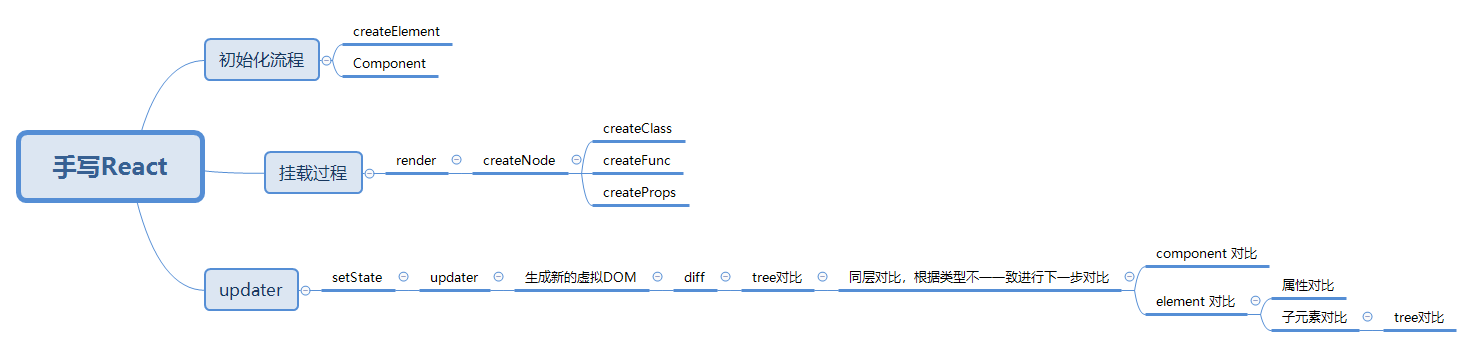 手写React
初始化流程
createElement
Component
挂载过程
render
createNode
createClass
createFunc
createProps
updater
setState
updater
生成新的虚拟DOM
diff
tree对比
同层对比，根据类型不一一致进行下一步对比
component 对比
element 对比
属性对比
子元素对比
tree对比